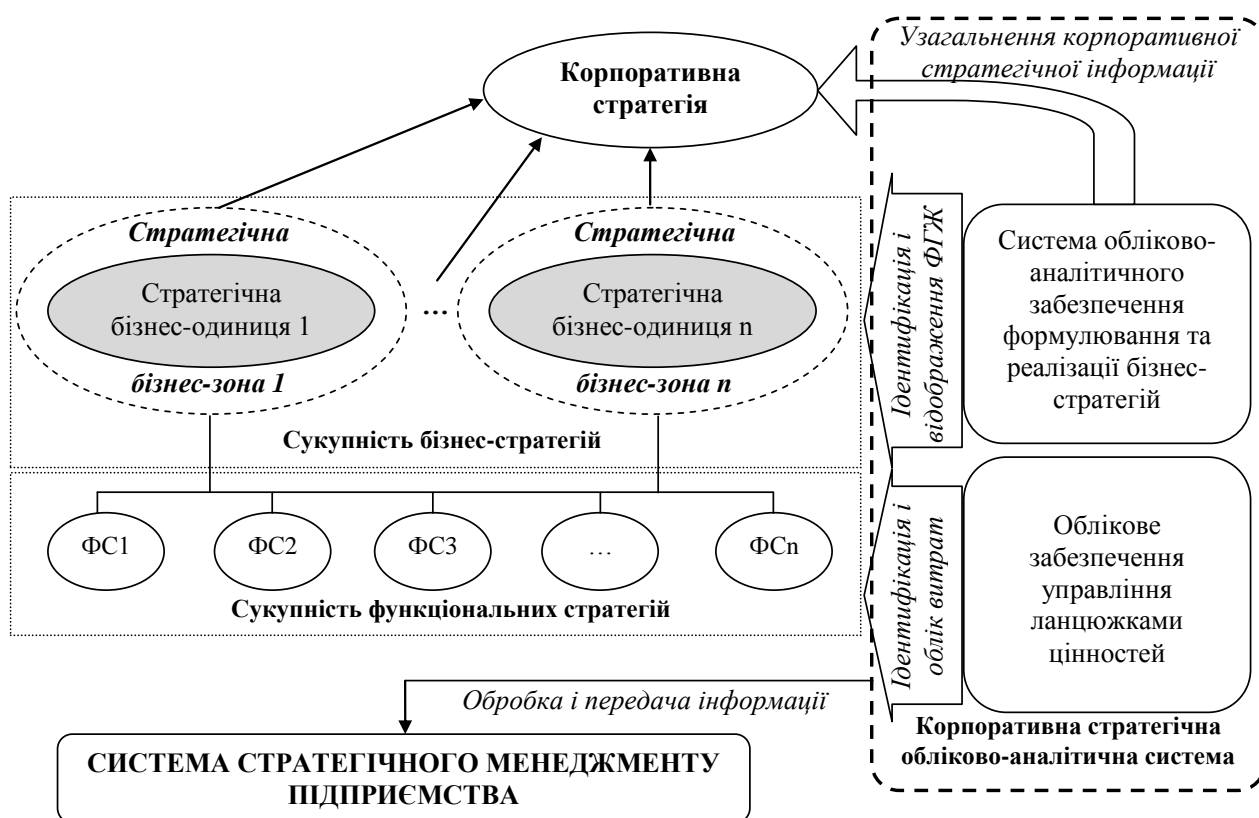 Узагальнення корпоративної
стратегічної інформації
Корпоративна
стратегія
Стратегічна
Стратегічна бізнес-одиниця 1
бізнес-зона 1
...
Стратегічна
Стратегічна
бізнес-одиниця n
бізнес-зона n
Сукупність бізнес-стратегій
Ідентифікація і
відображення ФГЖ
Система обліково-
аналітичного
забезпечення
формулювання та
реалізації бізнес-
стратегій
ФС1
ФС2
ФС3
…
ФСn
Сукупність функціональних стратегій
Ідентифікація і
облік витрат
Облікове
забезпечення
управління
ланцюжками
цінностей
Обробка і передача інформації
Корпоративна стратегічна
обліково-аналітична система
СИСТЕМА СТРАТЕГІЧНОГО МЕНЕДЖМЕНТУ
ПІДПРИЄМСТВА